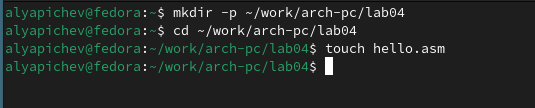 alyapichev@fedora:~$ mkdir -p ~/work/arch-pc/lab04
alyapichev@fedora:~$ cd ~/work/arch-pc/lab04
alyapichev@fedora:~/work/arch-pc/lab04$ touch hello.asm
alyapichev@fedora:~/work/arch-pc/lab04$